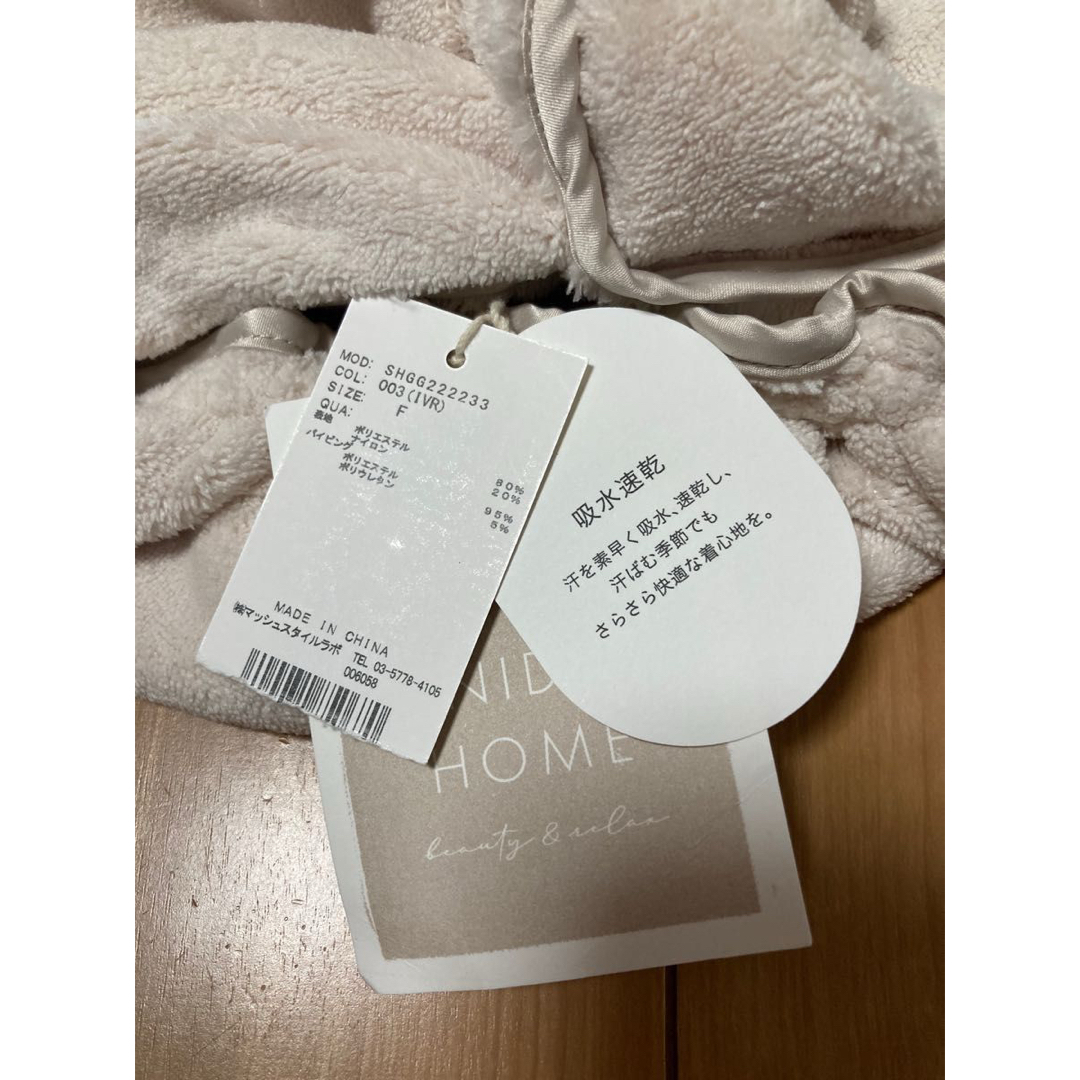 MOD: SHGG222233
COL: 003(IVR)
SIZE: F
QUA:
表地 ポリエステル 80%
ナイロン 20%
パイピング
ポリエステル 95%
ポリウレタン 5%
MADE IN CHINA
㈱マッシュスタイルラボ
TEL 03-5778-4105
006058
吸水速乾
汗を素早く吸水、速乾し、
汗ばむ季節でも
さらさら快適な着心地を。
NID
HOME
beauty & relax